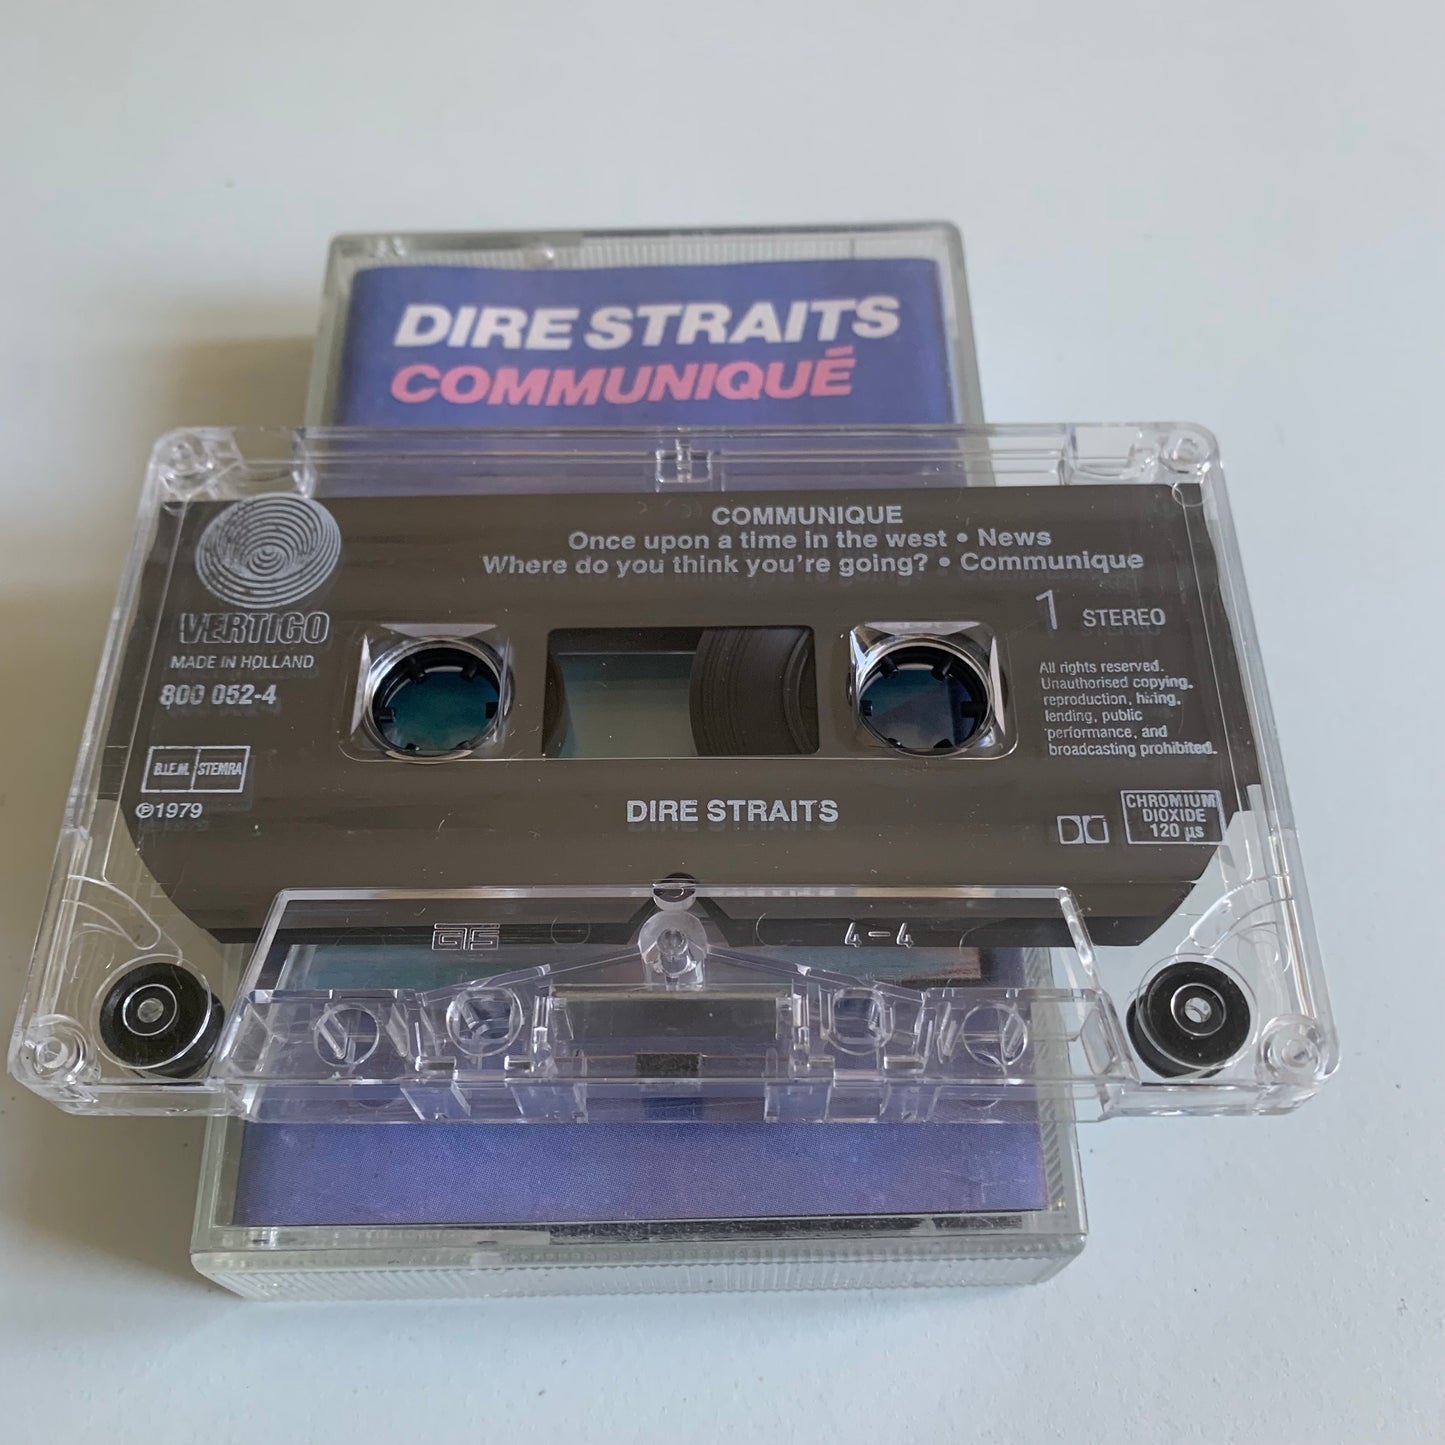 DIRE STRAITS
COMMUNIQUÉ
COMMUNIQUE
Once upon a time in the west • News
Where do you think you're going? • Communique
VERTIGO
MADE IN HOLLAND
800 052-4
1 STEREO
All rights reserved.
Unauthorised copying,
reproduction, hiring,
lending, public
performance, and
broadcasting prohibited.
B.I.E.M. STEMRA
℗1979
DIRE STRAITS
CHROMIUM
DIOXIDE
120 µs
4-4